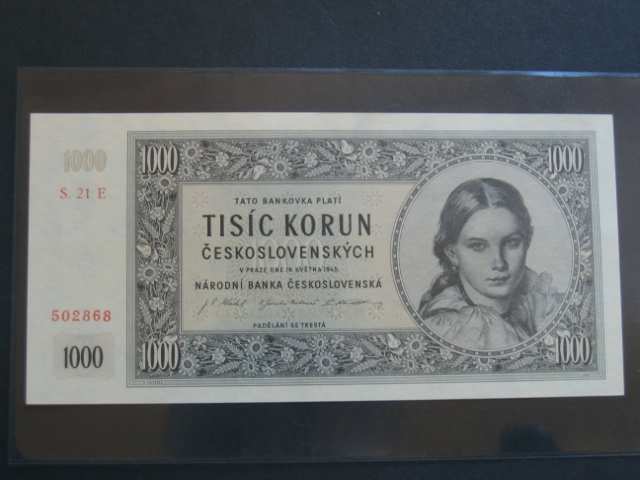 1000
S. 21 E
502868
1000
1000
1000
TATO BANKOVKA PLATÍ
TISÍC KORUN
ČESKOSLOVENSKÝCH
V PRAZE DNE 16. KVĚTNA 1945
NÁRODNÍ BANKA ČESKOSLOVENSKÁ
PADĚLÁNÍ SE TRESTÁ
1000
1000